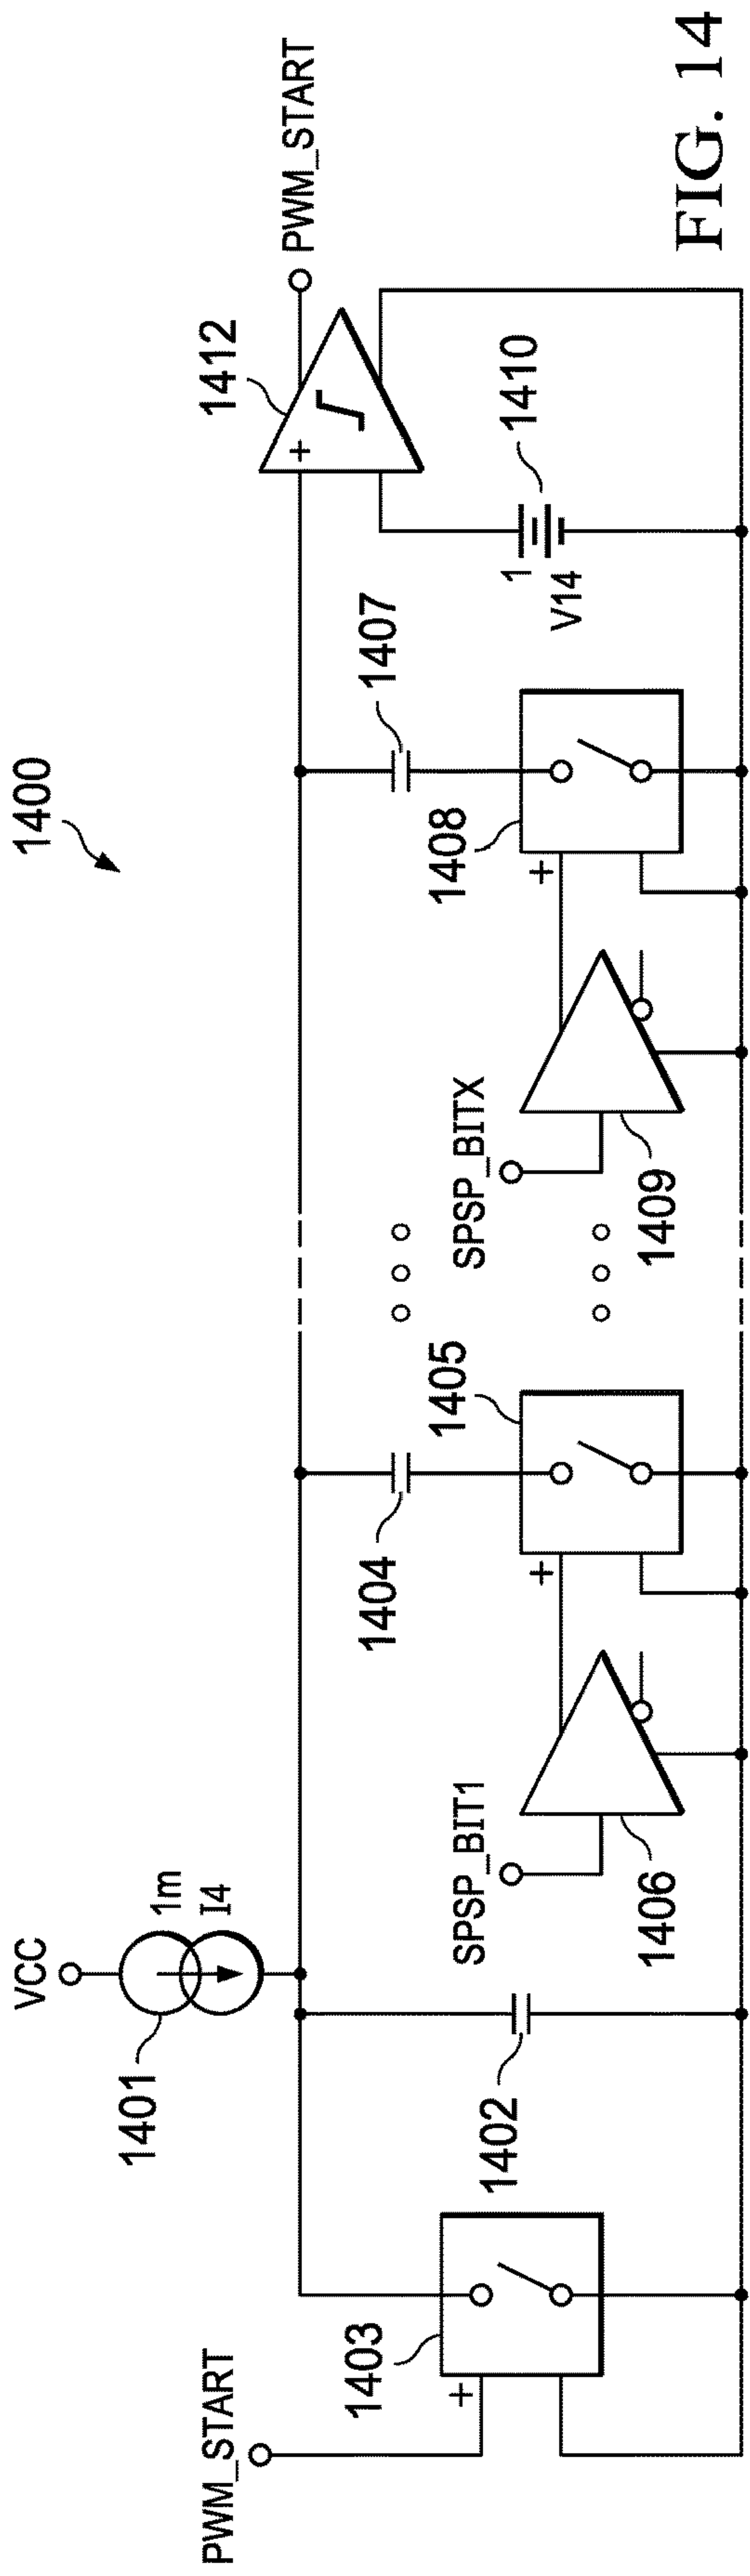 1400
VCC
1401
1m
I4
PWM_START
1403
+
1402
SPSP_BIT1
1406
1404
+
1405
SPSP_BITX
1409
+
1408
1407
1
V14
1410
1412
+
PWM_START
FIG. 14